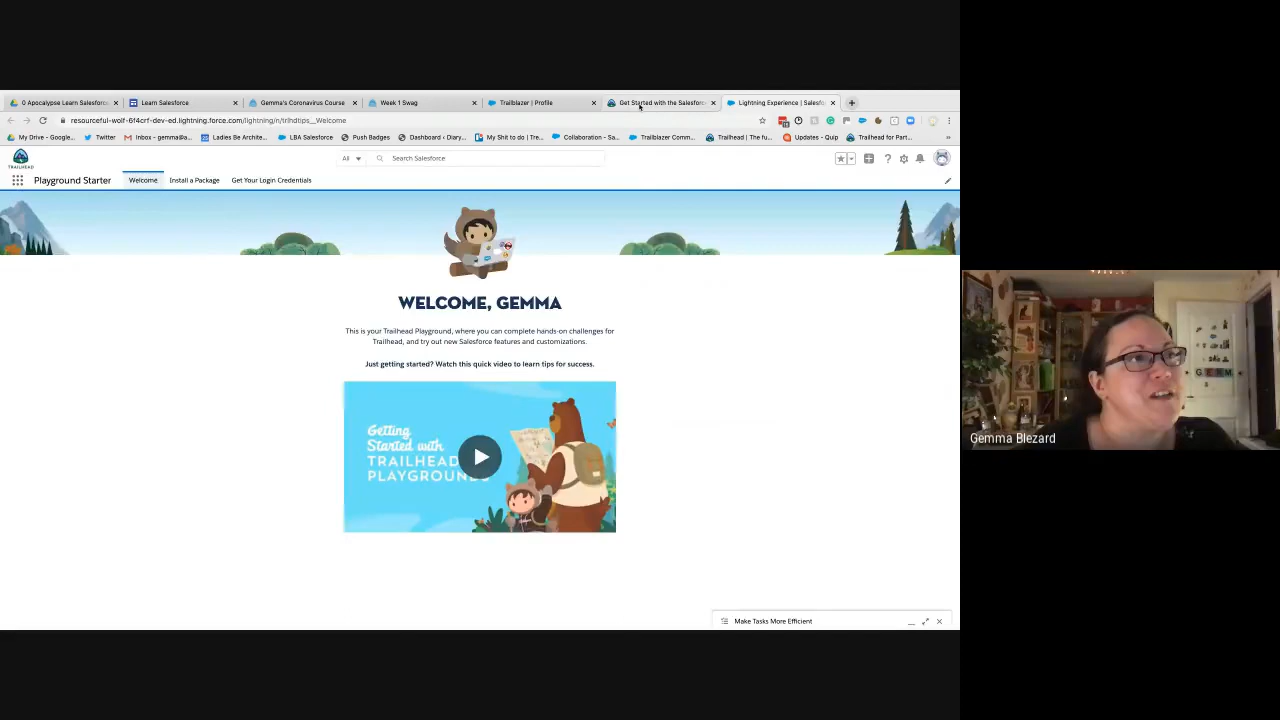 0 Apocalypse Learn Salesforce
Learn Salesforce
Gemma's Coronavirus Course
Week 1 Swag
Trailblazer | Profile
Get Started with the Salesforc
Lightning Experience | Salesfo
resourceful-wolf-6f4crf-dev-ed.lightning.force.com/lightning/n/trlhdtips__Welcome
My Drive - Google...
Twitter
Inbox - gemma@a...
Ladies Be Archite...
LBA Salesforce
Push Badges
Dashboard ‹ Diary...
My Shit to do | Tre...
Collaboration - Sa...
Trailblazer Comm...
Trailhead | The fu...
Updates - Quip
Trailhead for Part...
TRAILHEAD
All
Search Salesforce
Playground Starter
Welcome
Install a Package
Get Your Login Credentials
WELCOME, GEMMA
This is your Trailhead Playground, where you can complete hands-on challenges for
Trailhead, and try out new Salesforce features and customizations.
Just getting started? Watch this quick video to learn tips for success.
Getting
Started with
TRAILHEAD
PLAYGROUNDS
Make Tasks More Efficient
Gemma Blezard